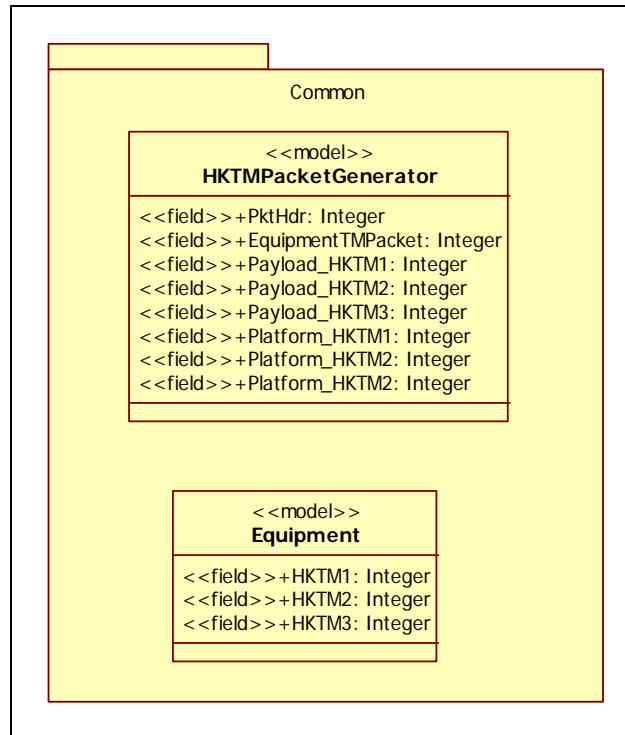 Common
<<model>>
HKTMPacketGenerator
<<field>>+PktHdr: Integer
<<field>>+EquipmentTMPacket: Integer
<<field>>+Payload_HKTM1: Integer
<<field>>+Payload_HKTM2: Integer
<<field>>+Payload_HKTM3: Integer
<<field>>+Platform_HKTM1: Integer
<<field>>+Platform_HKTM2: Integer
<<field>>+Platform_HKTM2: Integer
<<model>>
Equipment
<<field>>+HKTM1: Integer
<<field>>+HKTM2: Integer
<<field>>+HKTM3: Integer